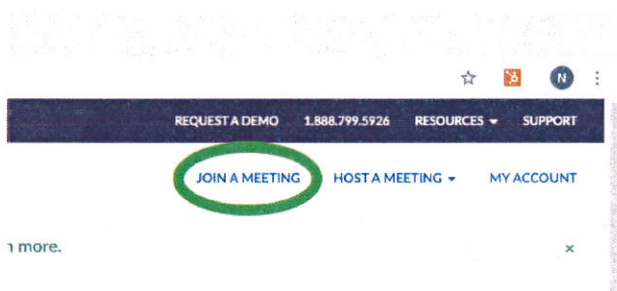 N
REQUEST A DEMO 1.888.799.5926 RESOURCES SUPPORT
JOIN A MEETING HOST A MEETING MY ACCOUNT
more.